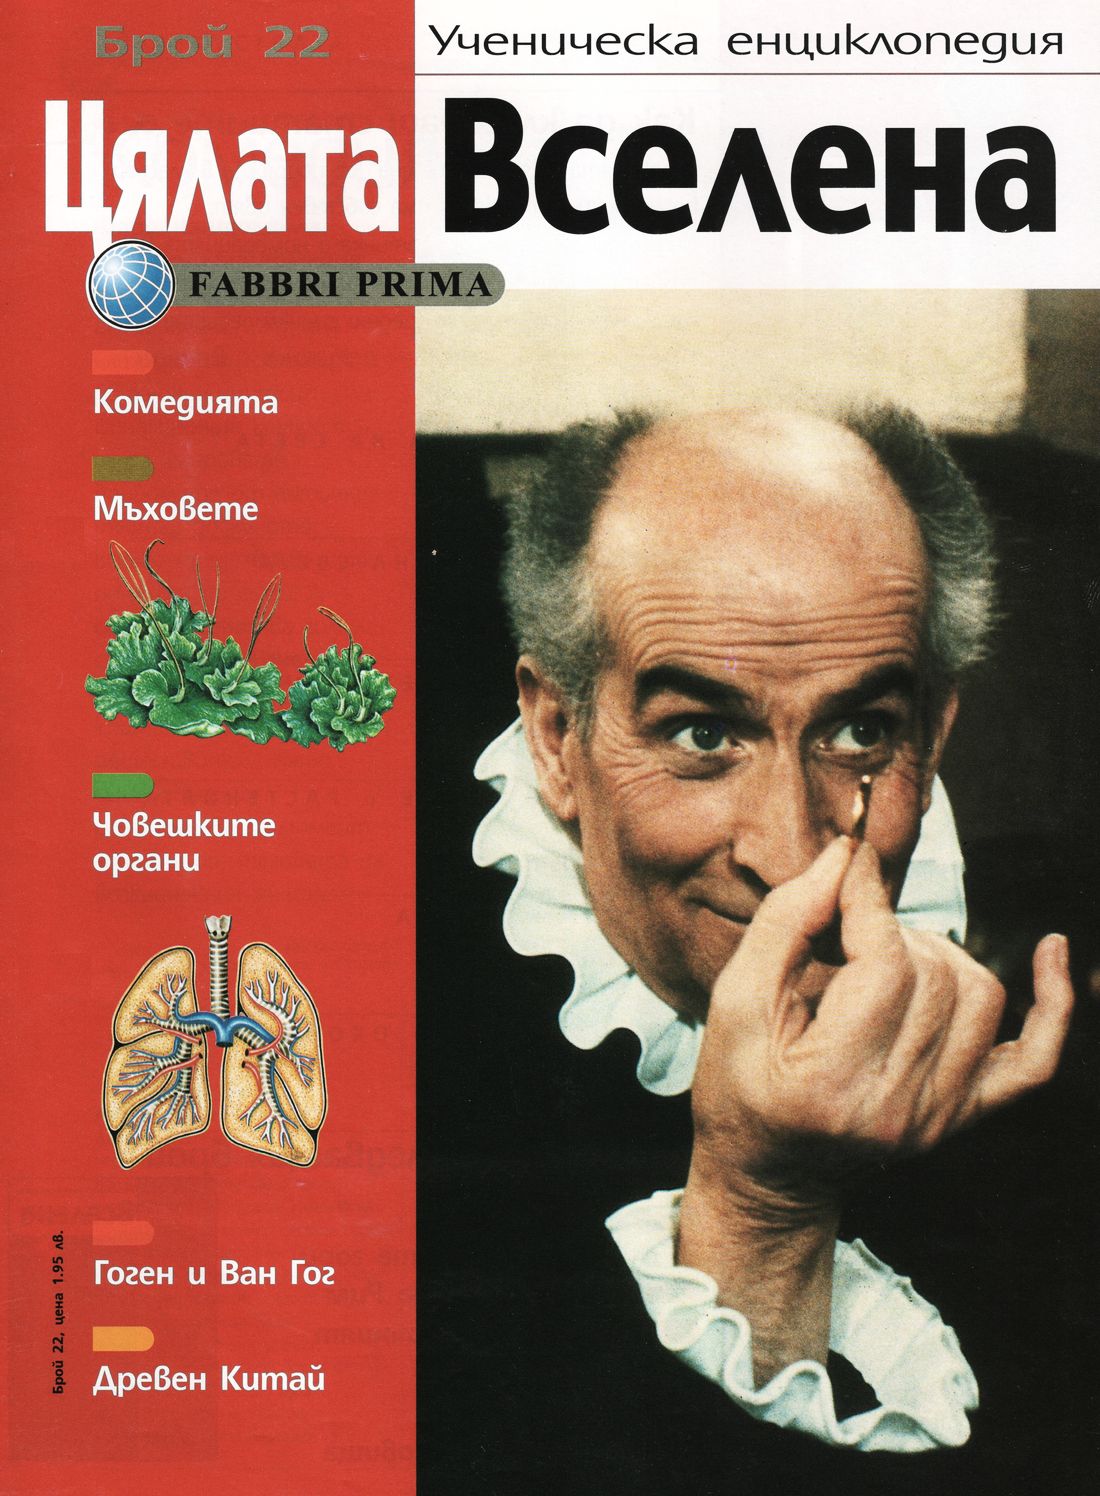 Брой 22
Ученическа енциклопедия
Цялата Вселена
FABBRI PRIMA
Комедията
Мъховете
Човешките
органи
Гоген и Ван Гог
Древен Китай
Брой 22, цена 1.95 лв.